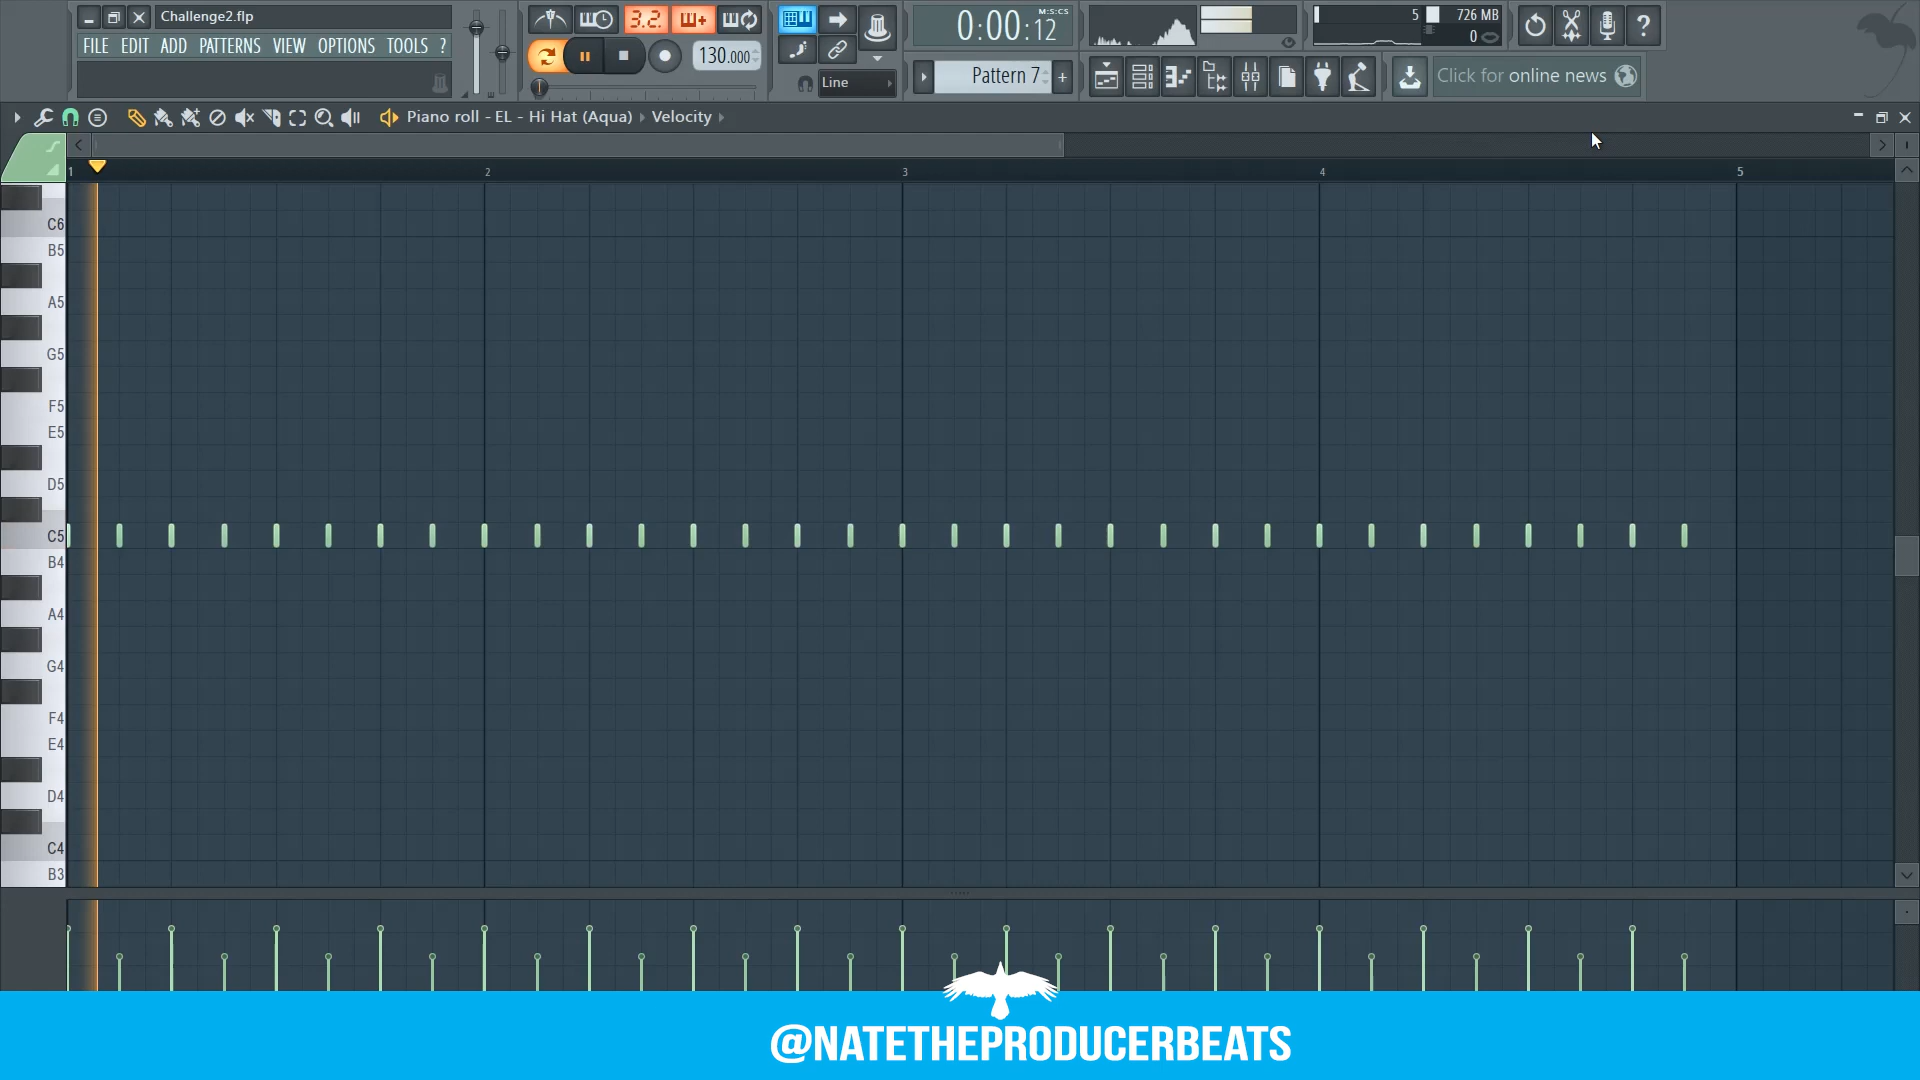 Challenge2.flp
FILE EDIT ADD PATTERNS VIEW OPTIONS TOOLS ?
3.2.
130.000
Line
0:00:12
M:S:CS
Pattern 7
+
5
726 MB
0
?
Click for online news
Piano roll - EL - Hi Hat (Aqua) Velocity
1 2 3 4 5
C6
B5
A5
G5
F5
E5
D5
C5
B4
A4
G4
F4
E4
D4
C4
B3
@NATETHEPRODUCERBEATS